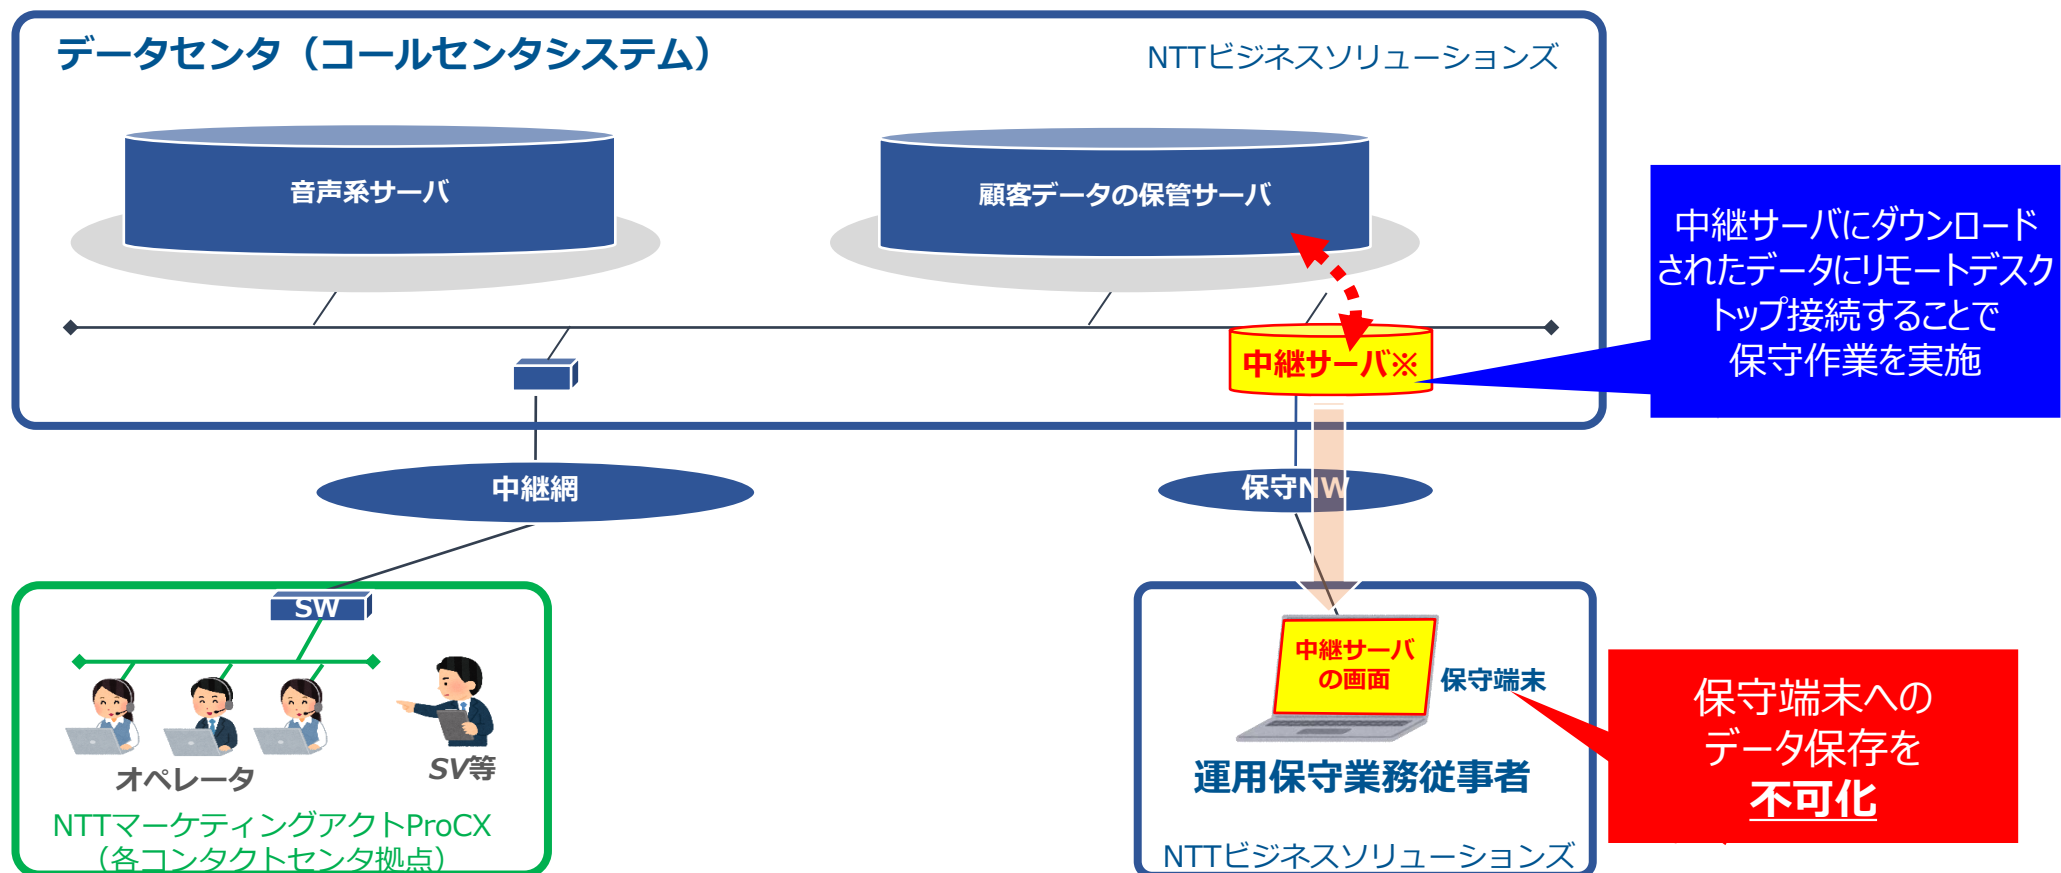 データセンタ（コールセンタシステム）
NTTビジネスソリューションズ
音声系サーバ
顧客データの保管サーバ
中継サーバにダウンロード
されたデータにリモートデスク
トップ接続することで
保守作業を実施
中継サーバ※
中継網
保守NW
SW
オペレータ
SV等
NTTマーケティングアクトProCX
（各コンタクトセンタ拠点）
中継サーバ
の画面
保守端末
運用保守業務従事者
NTTビジネスソリューションズ
保守端末への
データ保存を
不可化